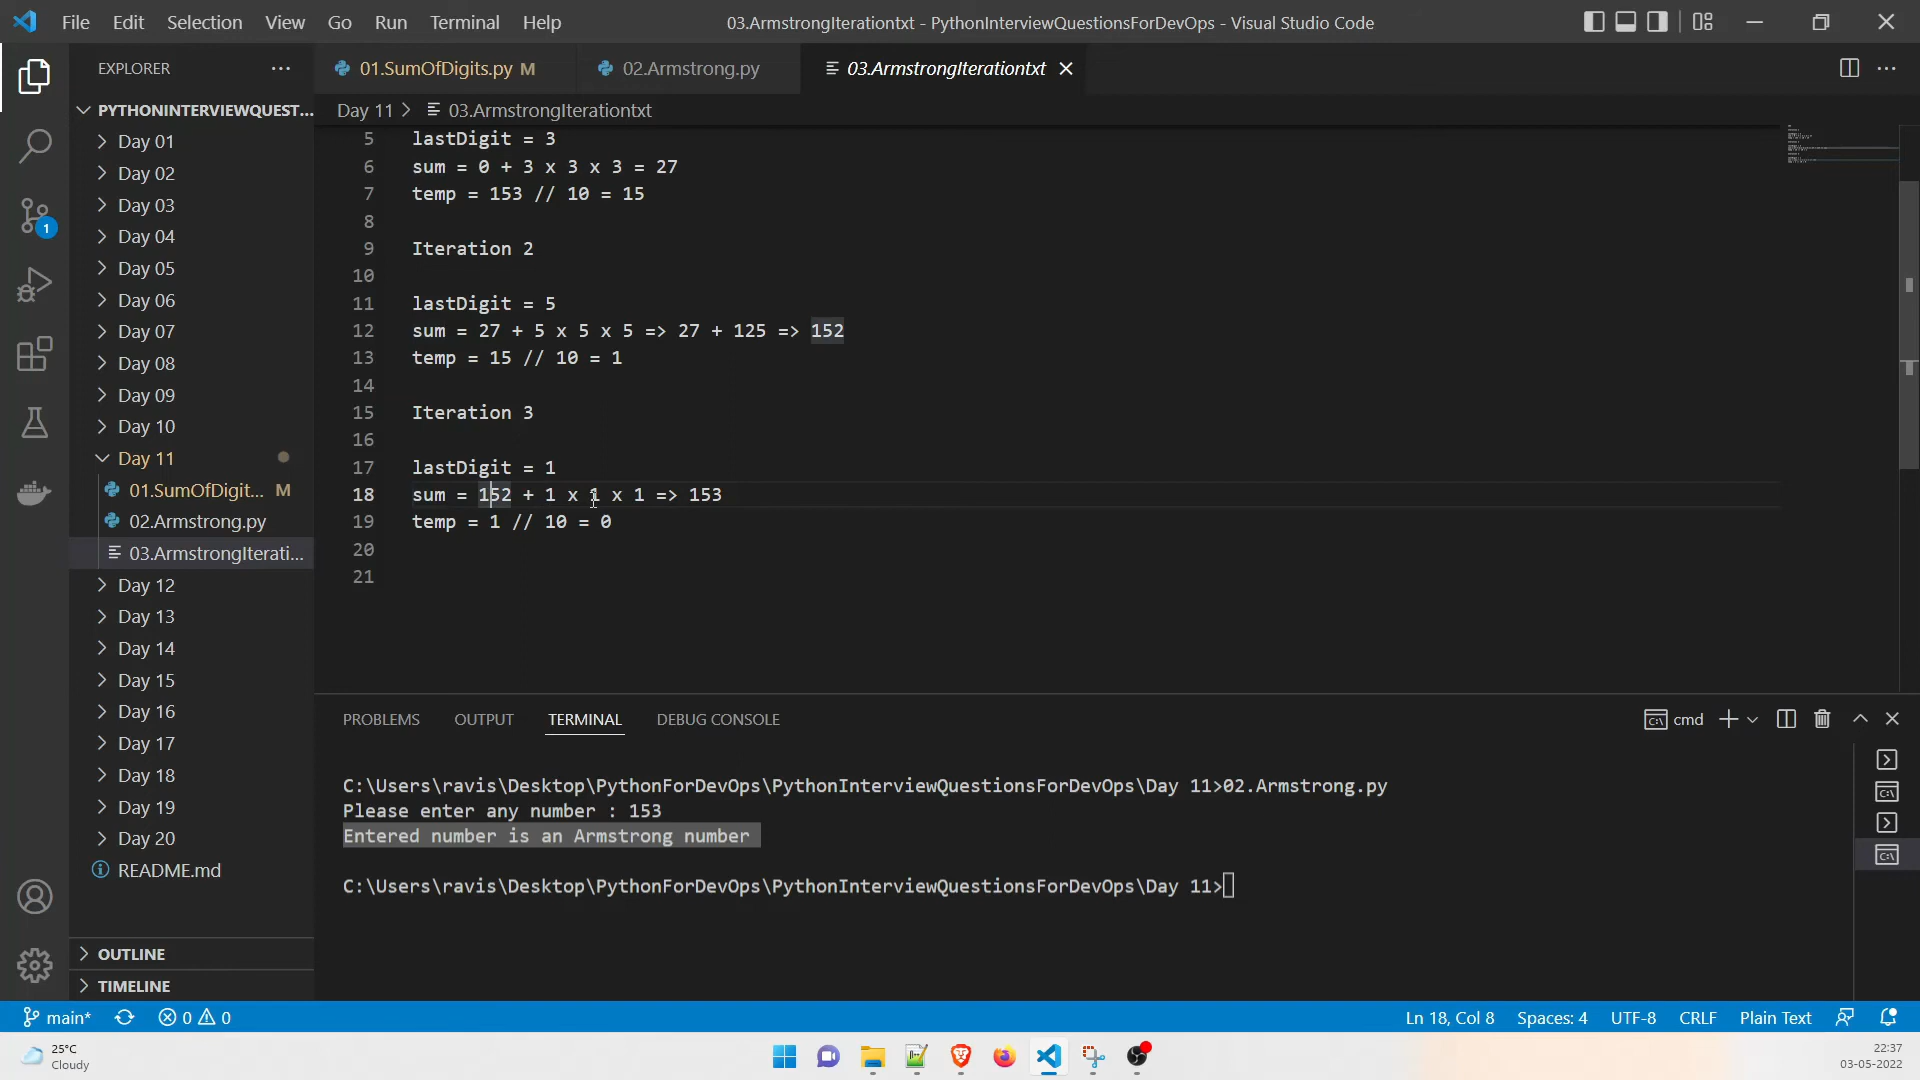 File Edit Selection View Go Run Terminal Help 03.ArmstrongIterationtxt - PythonInterviewQuestionsForDevOps - Visual Studio Code
EXPLORER
01.SumOfDigits.py M
02.Armstrong.py
03.ArmstrongIterationtxt
Day 11 > 03.ArmstrongIterationtxt
PYTHONINTERVIEWQUEST...
Day 01
Day 02
Day 03
Day 04
Day 05
Day 06
Day 07
Day 08
Day 09
Day 10
Day 11
01.SumOfDigit... M
02.Armstrong.py
03.ArmstrongIterati...
Day 12
Day 13
Day 14
Day 15
Day 16
Day 17
Day 18
Day 19
Day 20
README.md
OUTLINE
TIMELINE
1
5 lastDigit = 3
6 sum = 0 + 3 x 3 x 3 = 27
7 temp = 153 // 10 = 15
8
9 Iteration 2
10
11 lastDigit = 5
12 sum = 27 + 5 x 5 x 5 => 27 + 125 => 152
13 temp = 15 // 10 = 1
14
15 Iteration 3
16
17 lastDigit = 1
18 sum = 152 + 1 x 1 x 1 => 153
19 temp = 1 // 10 = 0
20
21
PROBLEMS OUTPUT TERMINAL DEBUG CONSOLE
cmd
C:\Users\ravis\Desktop\PythonForDevOps\PythonInterviewQuestionsForDevOps\Day 11>02.Armstrong.py
Please enter any number : 153
Entered number is an Armstrong number
C:\Users\ravis\Desktop\PythonForDevOps\PythonInterviewQuestionsForDevOps\Day 11>
main* 0 0 Ln 18, Col 8 Spaces: 4 UTF-8 CRLF Plain Text
25°C
Cloudy
22:37
03-05-2022